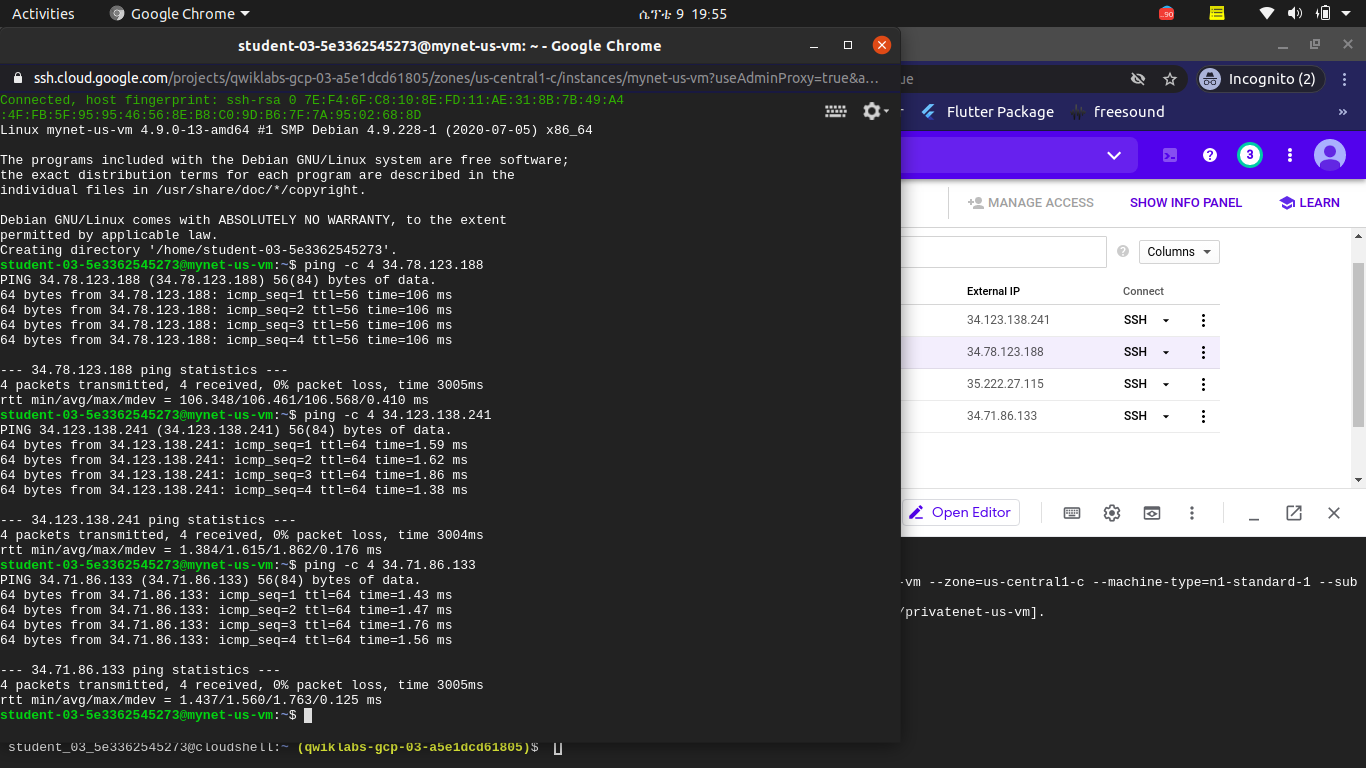 Activities
Google Chrome
ሴፕቴ 9 19:55
student-03-5e3362545273@mynet-us-vm: ~ - Google Chrome
ssh.cloud.google.com/projects/qwiklabs-gcp-03-a5e1dcd61805/zones/us-central1-c/instances/mynet-us-vm?useAdminProxy=true&a…
Connected, host fingerprint: ssh-rsa 0 7E:F4:6F:C8:10:8E:FD:11:AE:31:8B:7B:49:A4
:4F:FB:5F:95:95:46:56:8E:B8:C0:9D:B6:7F:7A:95:02:68:8D
Linux mynet-us-vm 4.9.0-13-amd64 #1 SMP Debian 4.9.228-1 (2020-07-05) x86_64
The programs included with the Debian GNU/Linux system are free software;
the exact distribution terms for each program are described in the
individual files in /usr/share/doc/*/copyright.
Debian GNU/Linux comes with ABSOLUTELY NO WARRANTY, to the extent
permitted by applicable law.
Creating directory '/home/student-03-5e3362545273'.
student-03-5e3362545273@mynet-us-vm:~$ ping -c 4 34.78.123.188
PING 34.78.123.188 (34.78.123.188) 56(84) bytes of data.
64 bytes from 34.78.123.188: icmp_seq=1 ttl=56 time=106 ms
64 bytes from 34.78.123.188: icmp_seq=2 ttl=56 time=106 ms
64 bytes from 34.78.123.188: icmp_seq=3 ttl=56 time=106 ms
64 bytes from 34.78.123.188: icmp_seq=4 ttl=56 time=106 ms
--- 34.78.123.188 ping statistics ---
4 packets transmitted, 4 received, 0% packet loss, time 3005ms
rtt min/avg/max/mdev = 106.348/106.461/106.568/0.410 ms
student-03-5e3362545273@mynet-us-vm:~$ ping -c 4 34.123.138.241
PING 34.123.138.241 (34.123.138.241) 56(84) bytes of data.
64 bytes from 34.123.138.241: icmp_seq=1 ttl=64 time=1.59 ms
64 bytes from 34.123.138.241: icmp_seq=2 ttl=64 time=1.62 ms
64 bytes from 34.123.138.241: icmp_seq=3 ttl=64 time=1.86 ms
64 bytes from 34.123.138.241: icmp_seq=4 ttl=64 time=1.38 ms
--- 34.123.138.241 ping statistics ---
4 packets transmitted, 4 received, 0% packet loss, time 3004ms
rtt min/avg/max/mdev = 1.384/1.615/1.862/0.176 ms
student-03-5e3362545273@mynet-us-vm:~$ ping -c 4 34.71.86.133
PING 34.71.86.133 (34.71.86.133) 56(84) bytes of data.
64 bytes from 34.71.86.133: icmp_seq=1 ttl=64 time=1.43 ms
64 bytes from 34.71.86.133: icmp_seq=2 ttl=64 time=1.47 ms
64 bytes from 34.71.86.133: icmp_seq=3 ttl=64 time=1.76 ms
64 bytes from 34.71.86.133: icmp_seq=4 ttl=64 time=1.56 ms
--- 34.71.86.133 ping statistics ---
4 packets transmitted, 4 received, 0% packet loss, time 3005ms
rtt min/avg/max/mdev = 1.437/1.560/1.763/0.125 ms
student-03-5e3362545273@mynet-us-vm:~$
student_03_5e3362545273@cloudshell:~ (qwiklabs-gcp-03-a5e1dcd61805)$
ue
Incognito (2)
Flutter Package
freesound
»
3
MANAGE ACCESS
SHOW INFO PANEL
LEARN
Columns
External IP
Connect
34.123.138.241
SSH
34.78.123.188
SSH
35.222.27.115
SSH
34.71.86.133
SSH
Open Editor
-vm --zone=us-central1-c --machine-type=n1-standard-1 --sub
/privatenet-us-vm].